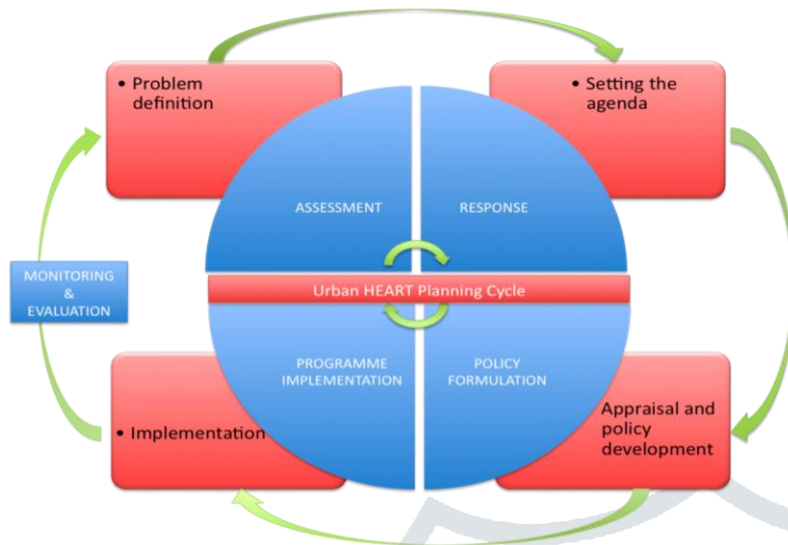 • Problem
definition
• Setting the
agenda
ASSESSMENT
RESPONSE
MONITORING
&
EVALUATION
Urban HEART Planning Cycle
PROGRAMME
IMPLEMENTATION
POLICY
FORMULATION
• Implementation
Appraisal and
policy
development